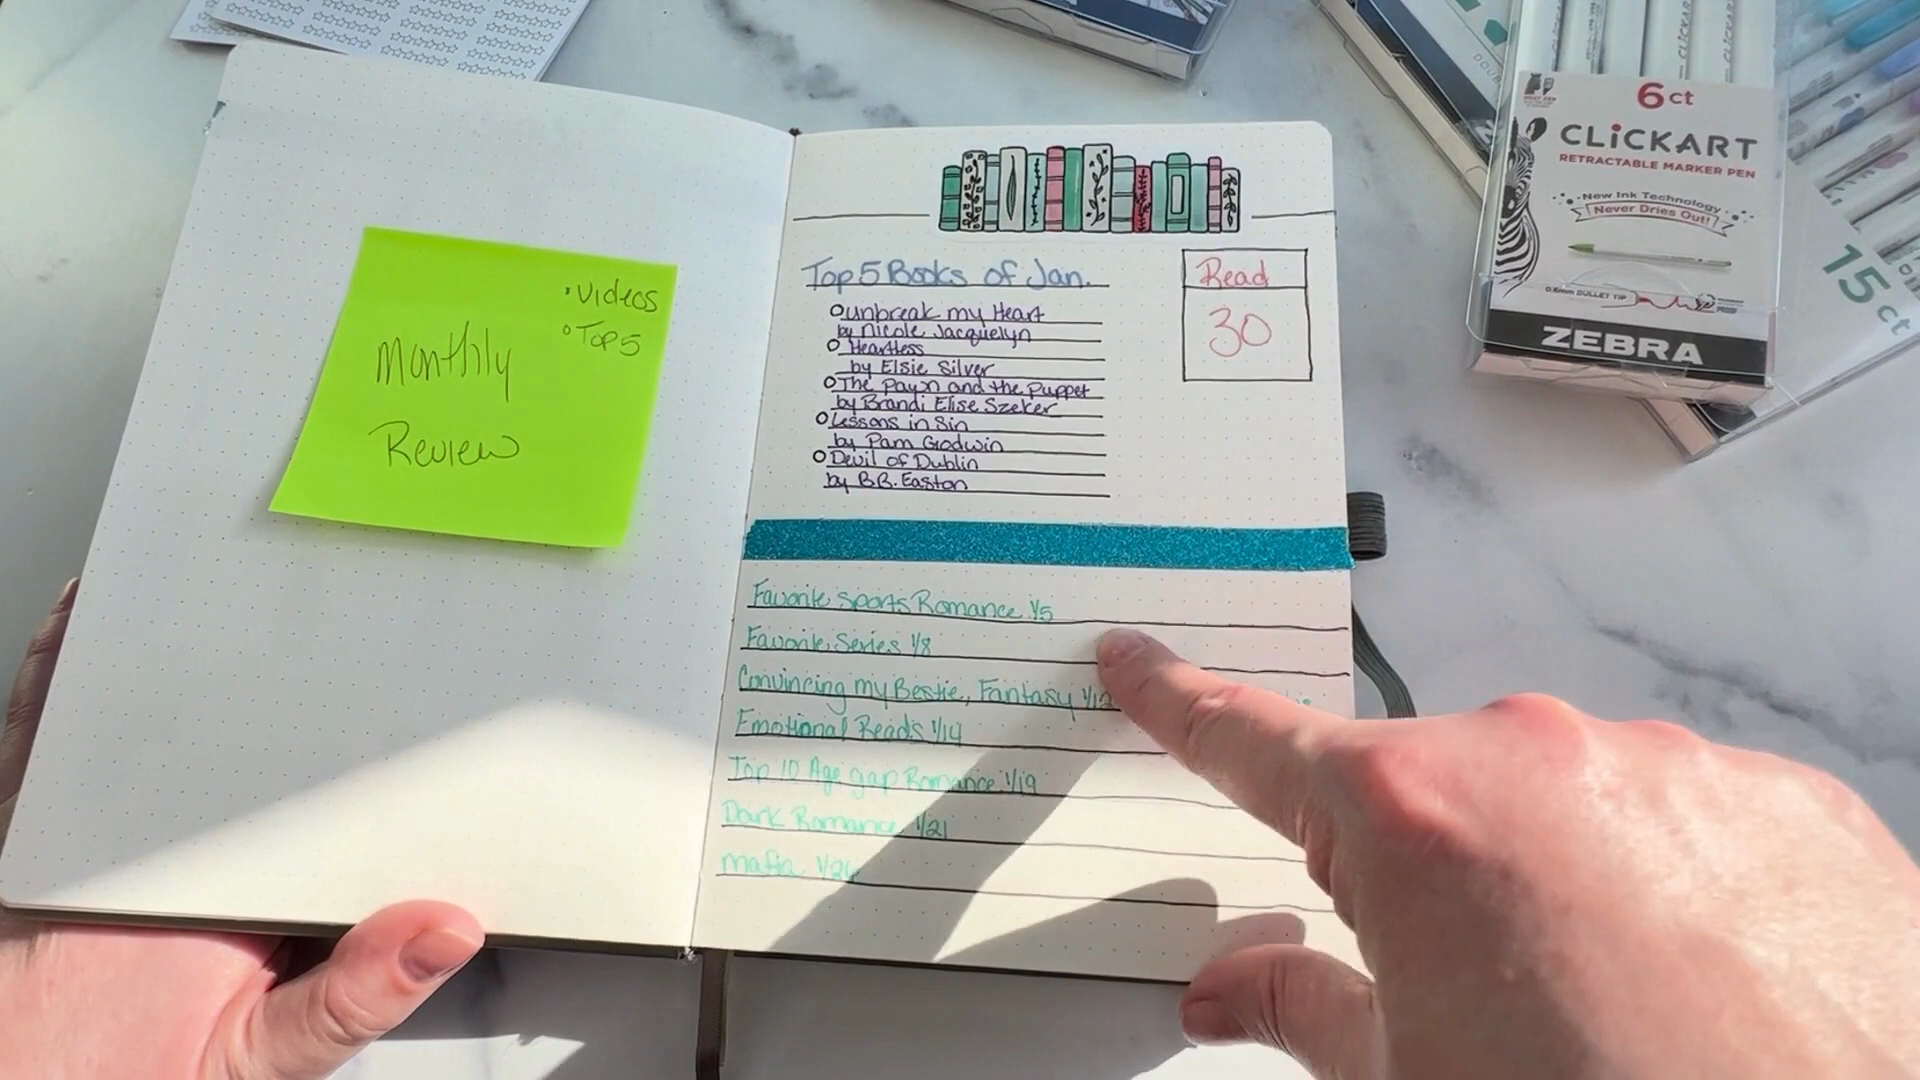 Monthly
Review
videos
Top 5
Top 5 Books of Jan.
unbreak my Heart
by Nicole Jacquelyn
Heartless
by Elsie Silver
The Pawn and the Puppet
by Brandi Elise Szeker
Lessons in Sin
by Pam Godwin
Devil of Dublin
by B.B. Easton
Read
30
Favorite Sports Romance 1/5
Favorite Series 1/8
Convincing my Bestie, Fantasy 1/12
Emotional Reads 1/14
Top 10 Age gap Romance 1/19
Dark Romance 1/21
mafia
6 ct
CLiCKART
RETRACTABLE MARKER PEN
New Ink Technology
Never Dries Out!
0.6mm BULLET TIP
ZEBRA
15 ct